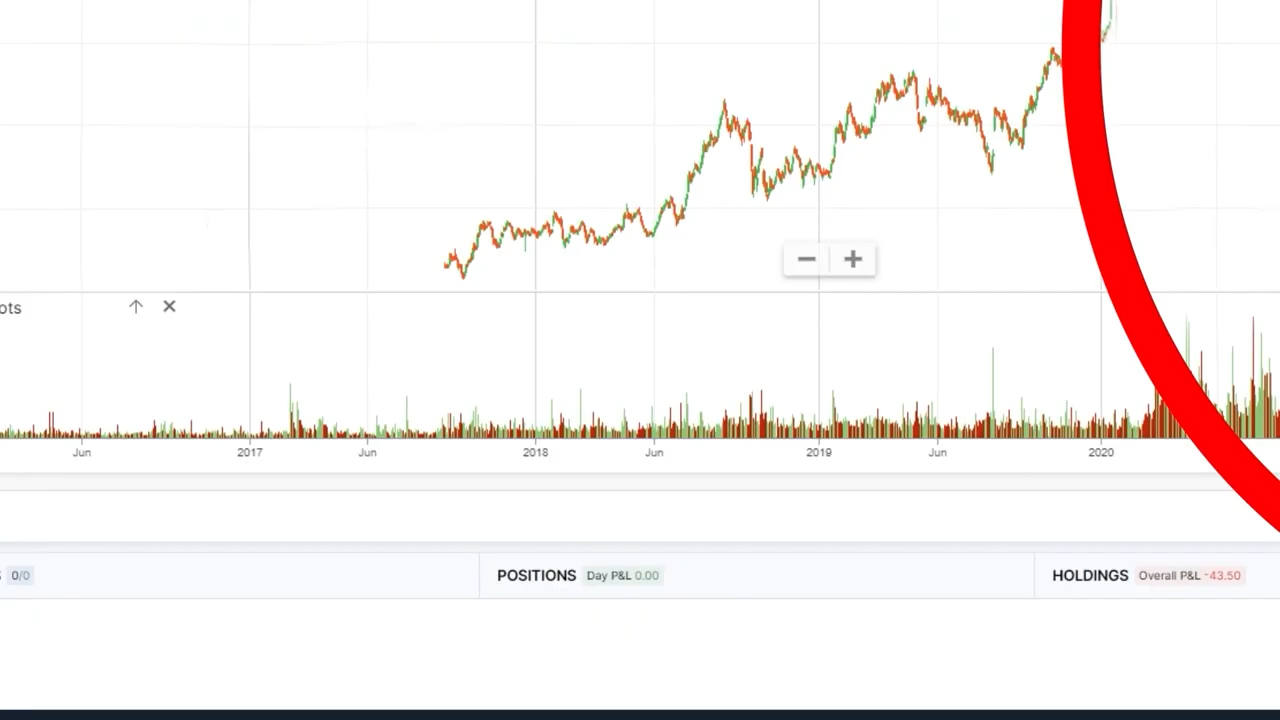 ots
Jun 2017 Jun 2018 Jun 2019 Jun 2020
0/0 POSITIONS Day P&L 0.00 HOLDINGS Overall P&L -43.50